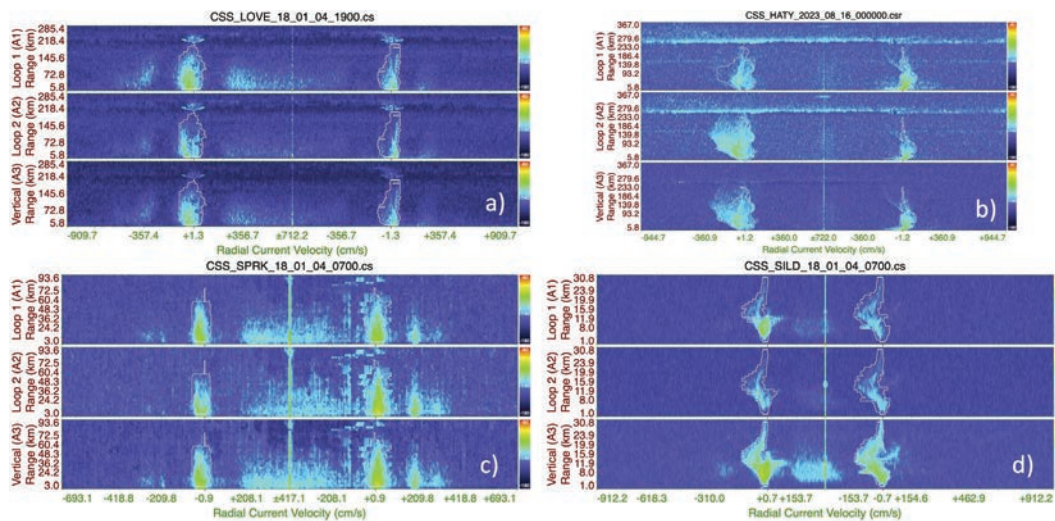 CSS_LOVE_18_01_04_1900.cs
Loop 1 (A1)
Range (km)
285.4
218.4
145.6
72.8
5.8
Loop 2 (A2)
Range (km)
285.4
218.4
145.6
72.8
5.8
Vertical (A3)
Range (km)
285.4
218.4
145.6
72.8
5.8
a)
-909.7 -357.4 +1.3 +356.7 ±712.2 -356.7 -1.3 +357.4 +909.7
Radial Current Velocity (cm/s)
CSS_HATY_2023_08_16_000000.csr
Loop 1 (A1)
Range (km)
367.0
279.6
233.0
186.4
139.8
93.2
5.8
Loop 2 (A2)
Range (km)
367.0
279.6
233.0
186.4
139.8
93.2
5.8
Vertical (A3)
Range (km)
367.0
279.6
233.0
186.4
139.8
93.2
5.8
b)
-944.7 -360.9 +1.2 +360.0 ±722.0 -360.0 -1.2 +360.9 +944.7
Radial Current Velocity (cm/s)
CSS_SPRK_18_01_04_0700.cs
Loop 1 (A1)
Range (km)
93.6
75.6
60.4
48.3
36.2
24.2
3.0
Loop 2 (A2)
Range (km)
93.6
72.5
60.4
48.3
36.2
24.2
3.0
Vertical (A3)
Range (km)
93.6
72.5
60.4
48.3
36.2
24.2
3.0
c)
-693.1 -418.8 -209.8 -0.9 +208.1 ±417.1 -208.1 +0.9 +209.8 +418.8 +693.1
Radial Current Velocity (cm/s)
CSS_SILD_18_01_04_0700.cs
Loop 1 (A1)
Range (km)
30.8
23.9
19.9
15.9
11.9
8.0
1.0
Loop 2 (A2)
Range (km)
30.8
23.9
19.9
15.9
11.9
8.0
1.0
Vertical (A3)
Range (km)
30.8
23.9
19.9
15.9
11.9
8.0
1.0
d)
-912.2 -618.3 -310.0 +0.7 +153.7 -153.7 -0.7 +154.6 +462.9 +912.2
Radial Current Velocity (cm/s)